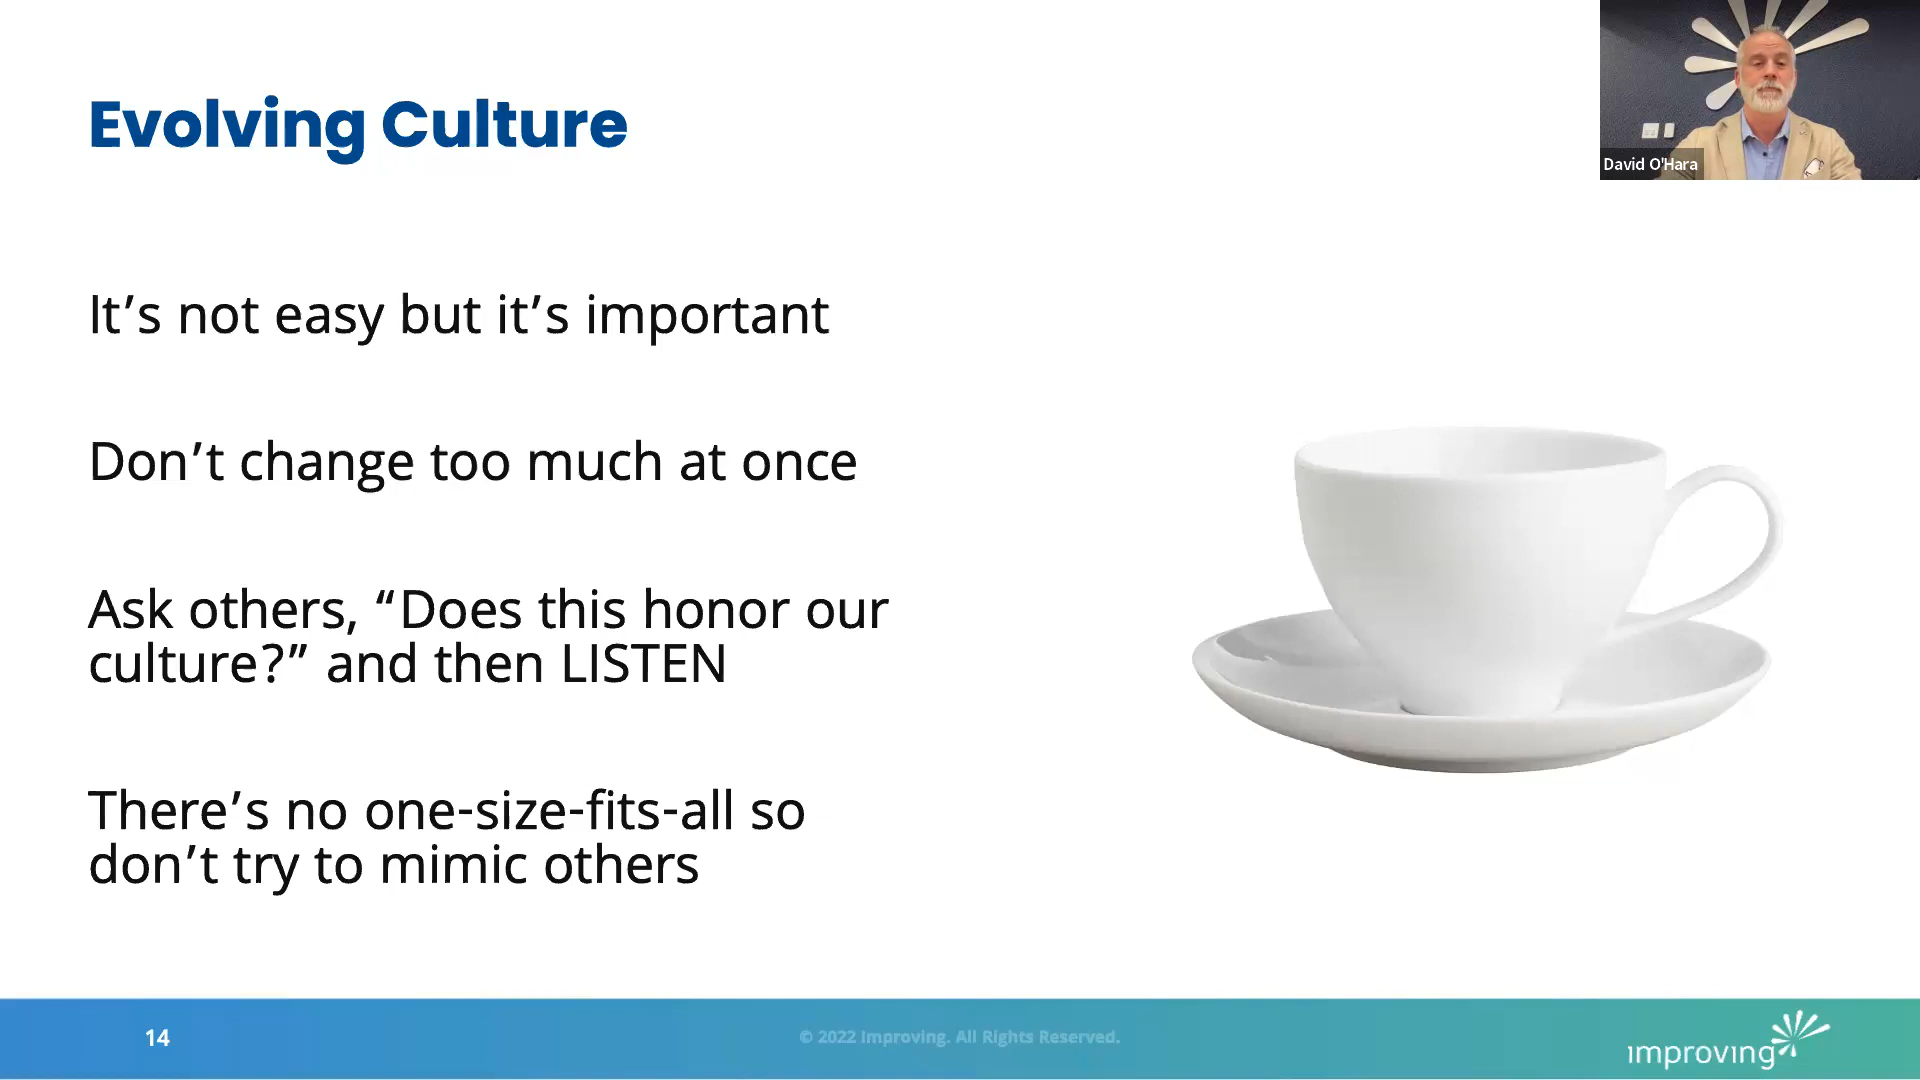 Evolving Culture
David O'Hara
It’s not easy but it’s important
Don’t change too much at once
Ask others, “Does this honor our
culture?” and then LISTEN
There’s no one-size-fits-all so
don’t try to mimic others
14
© 2022 Improving. All Rights Reserved.
improving